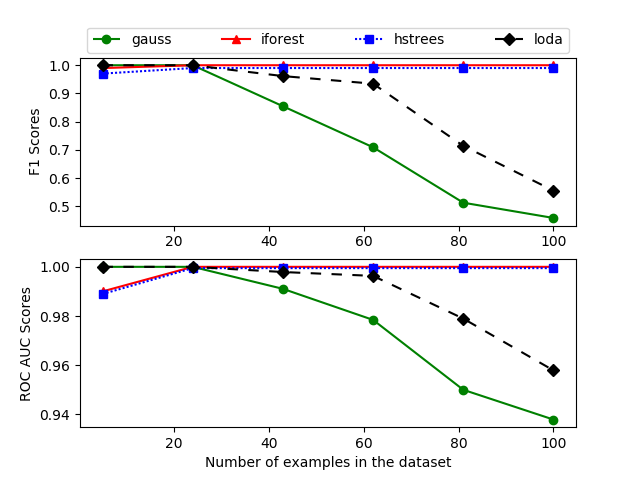 gauss iforest hstrees loda
1.0
0.9
0.8
0.7
0.6
0.5
F1 Scores
20 40 60 80 100
1.00
0.98
0.96
0.94
ROC AUC Scores
20 40 60 80 100
Number of examples in the dataset